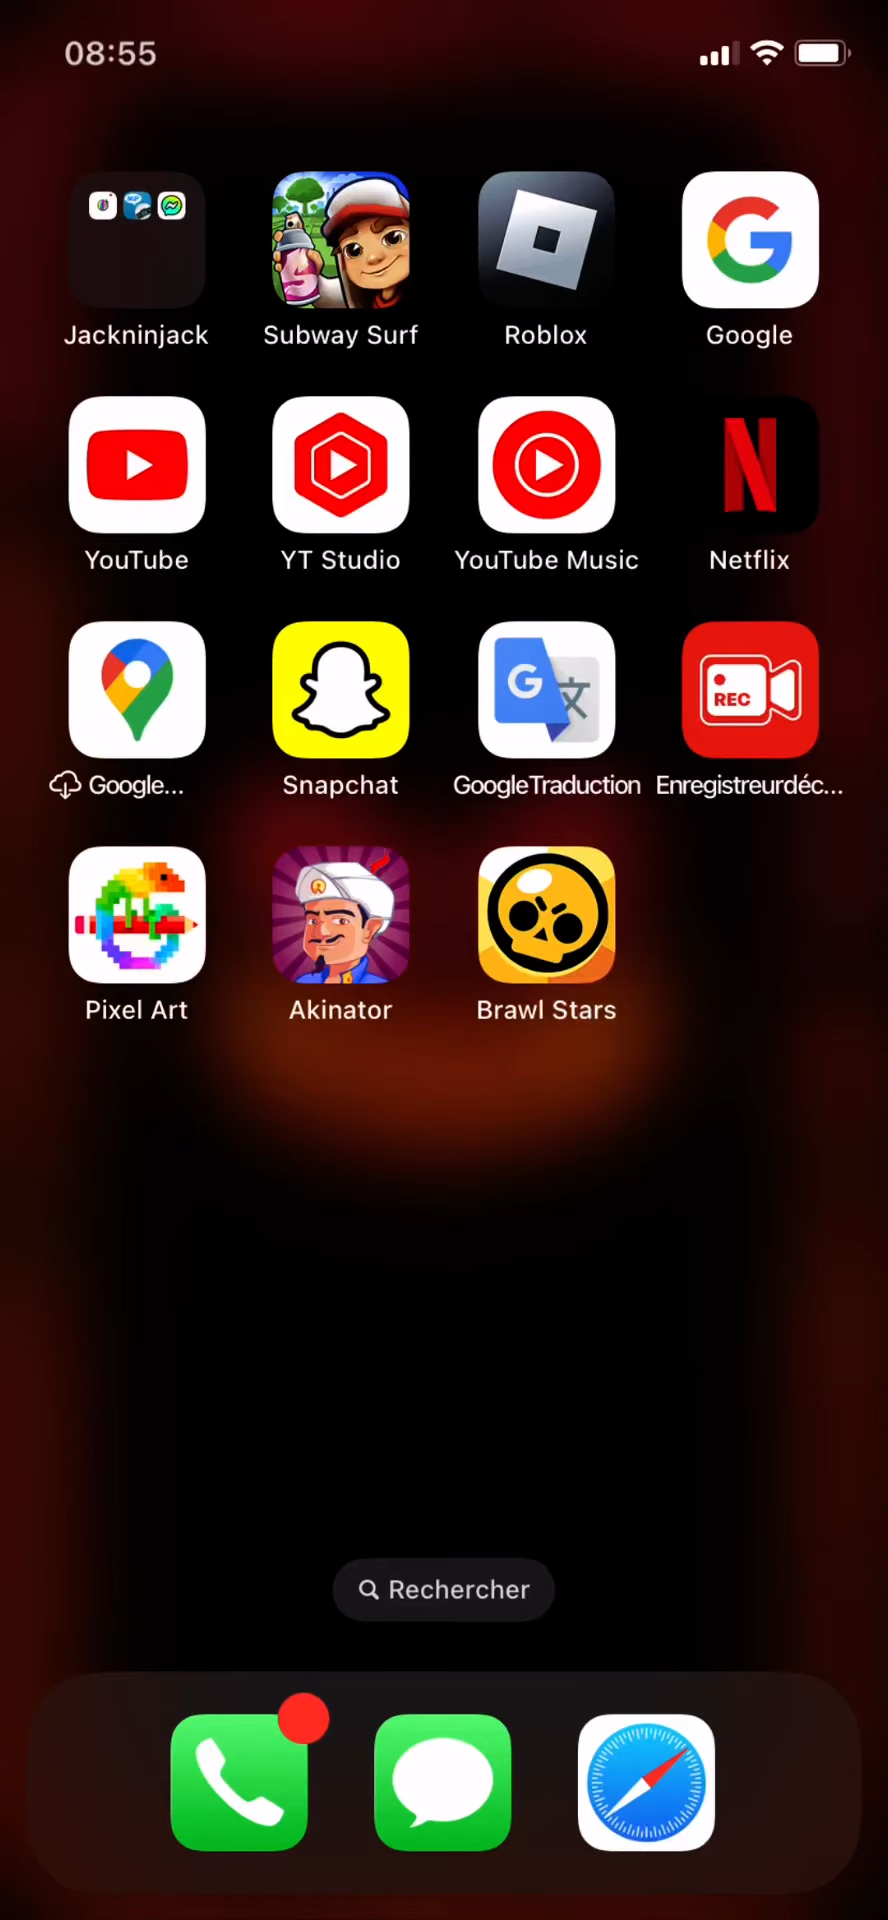 08:55
Jackninjack
Subway Surf
Roblox
Google
YouTube
YT Studio
YouTube Music
Netflix
Google...
Snapchat
GoogleTraduction
REC
Enregistreurdéc...
Pixel Art
Akinator
Brawl Stars
Rechercher